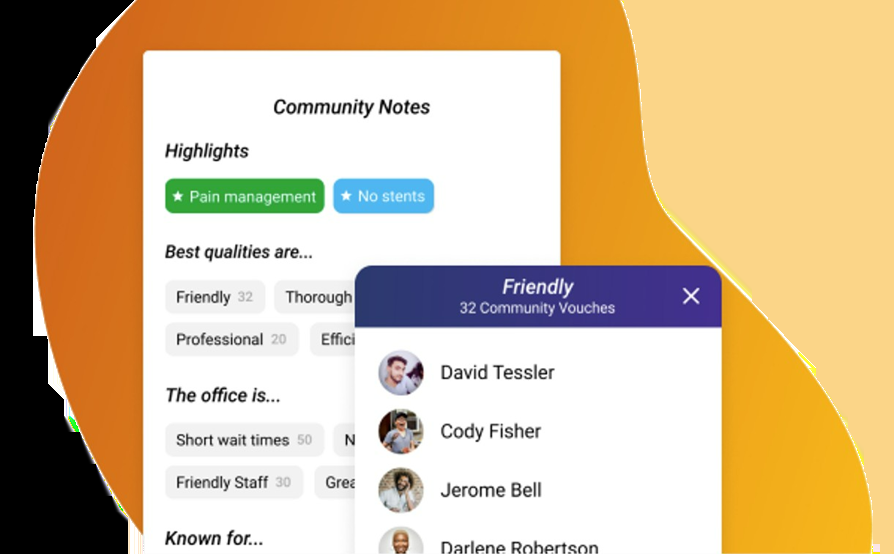 Community Notes
Highlights
★ Pain management ★ No stents
Best qualities are...
Friendly 32 Thorough
Professional 20
The office is...
Short wait times 50
Friendly Staff 30
Known for...
Friendly
32 Community Vouches
David Tessler
Cody Fisher
Jerome Bell
Darlene Robertson